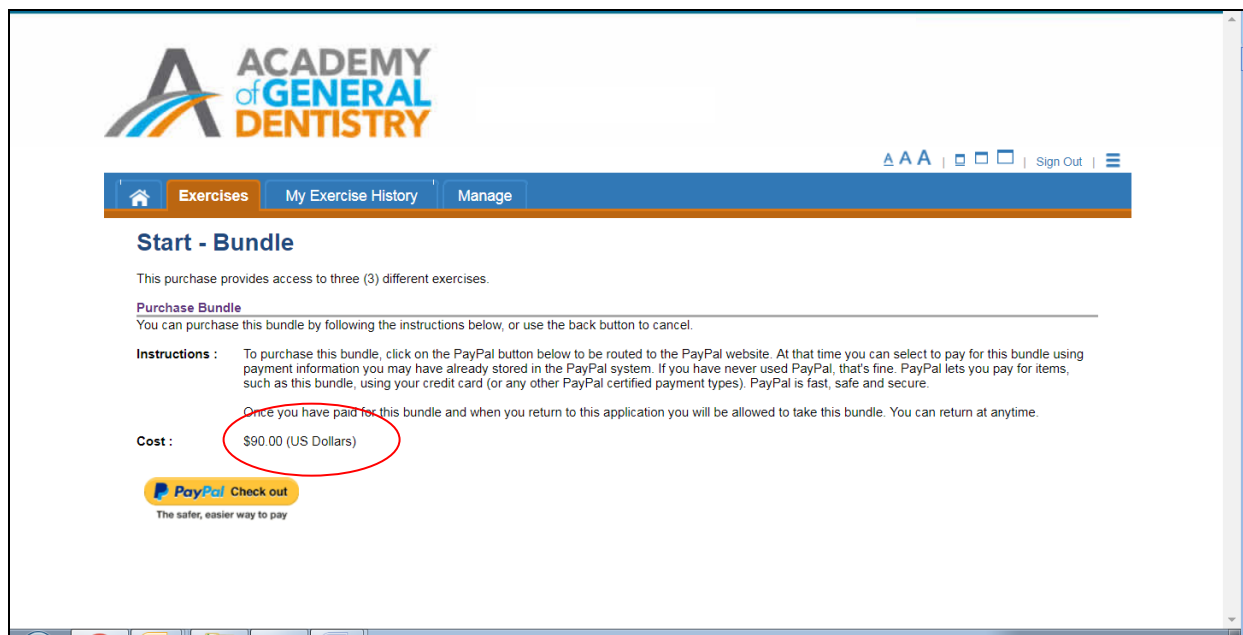 ACADEMY
of GENERAL
DENTISTRY
A A A | | Sign Out |
Exercises My Exercise History Manage
Start - Bundle
This purchase provides access to three (3) different exercises.
Purchase Bundle
You can purchase this bundle by following the instructions below, or use the back button to cancel.
Instructions : To purchase this bundle, click on the PayPal button below to be routed to the PayPal website. At that time you can select to pay for this bundle using
payment information you may have already stored in the PayPal system. If you have never used PayPal, that's fine. PayPal lets you pay for items,
such as this bundle, using your credit card (or any other PayPal certified payment types). PayPal is fast, safe and secure.
Once you have paid for this bundle and when you return to this application you will be allowed to take this bundle. You can return at anytime.
Cost : $90.00 (US Dollars)
PayPal Check out
The safer, easier way to pay